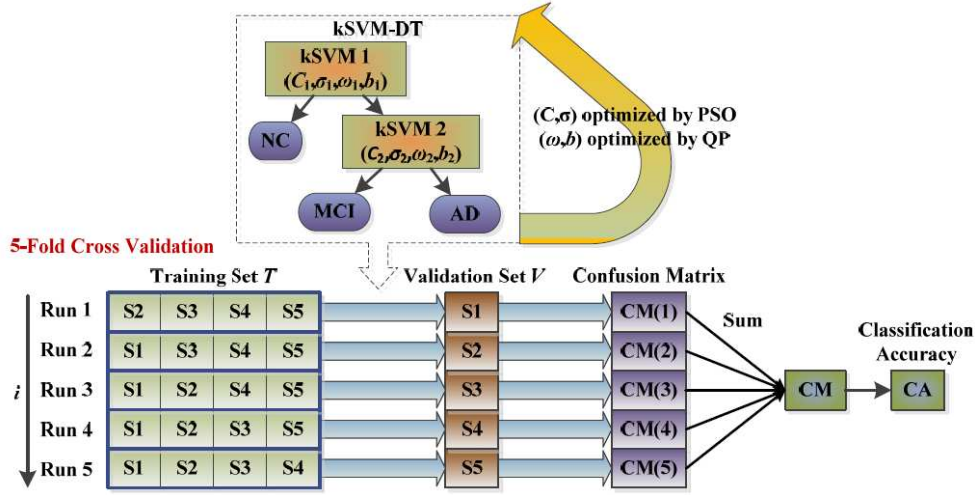 kSVM-DT
kSVM 1
(C₁,σ₁,ω₁,b₁)
NC
kSVM 2
(C₂,σ₂,ω₂,b₂)
MCI
AD
(C,σ) optimized by PSO
(ω,b) optimized by QP
5-Fold Cross Validation
Training Set T
Validation Set V
Confusion Matrix
i
Run 1 S2 S3 S4 S5 S1 CM(1)
Run 2 S1 S3 S4 S5 S2 CM(2)
Run 3 S1 S2 S4 S5 S3 CM(3)
Run 4 S1 S2 S3 S5 S4 CM(4)
Run 5 S1 S2 S3 S4 S5 CM(5)
Sum
CM
Classification
Accuracy
CA